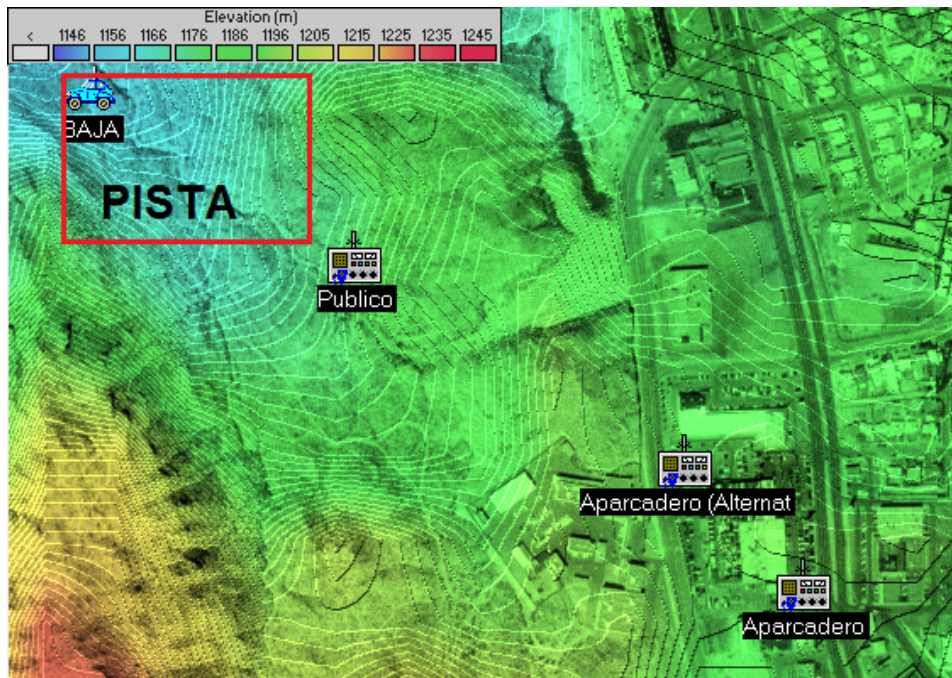 Elevation (m)
< 1146 1156 1166 1176 1186 1196 1205 1215 1225 1235 1245
BAJA
PISTA
Publico
Aparcadero (Alternat
Aparcadero